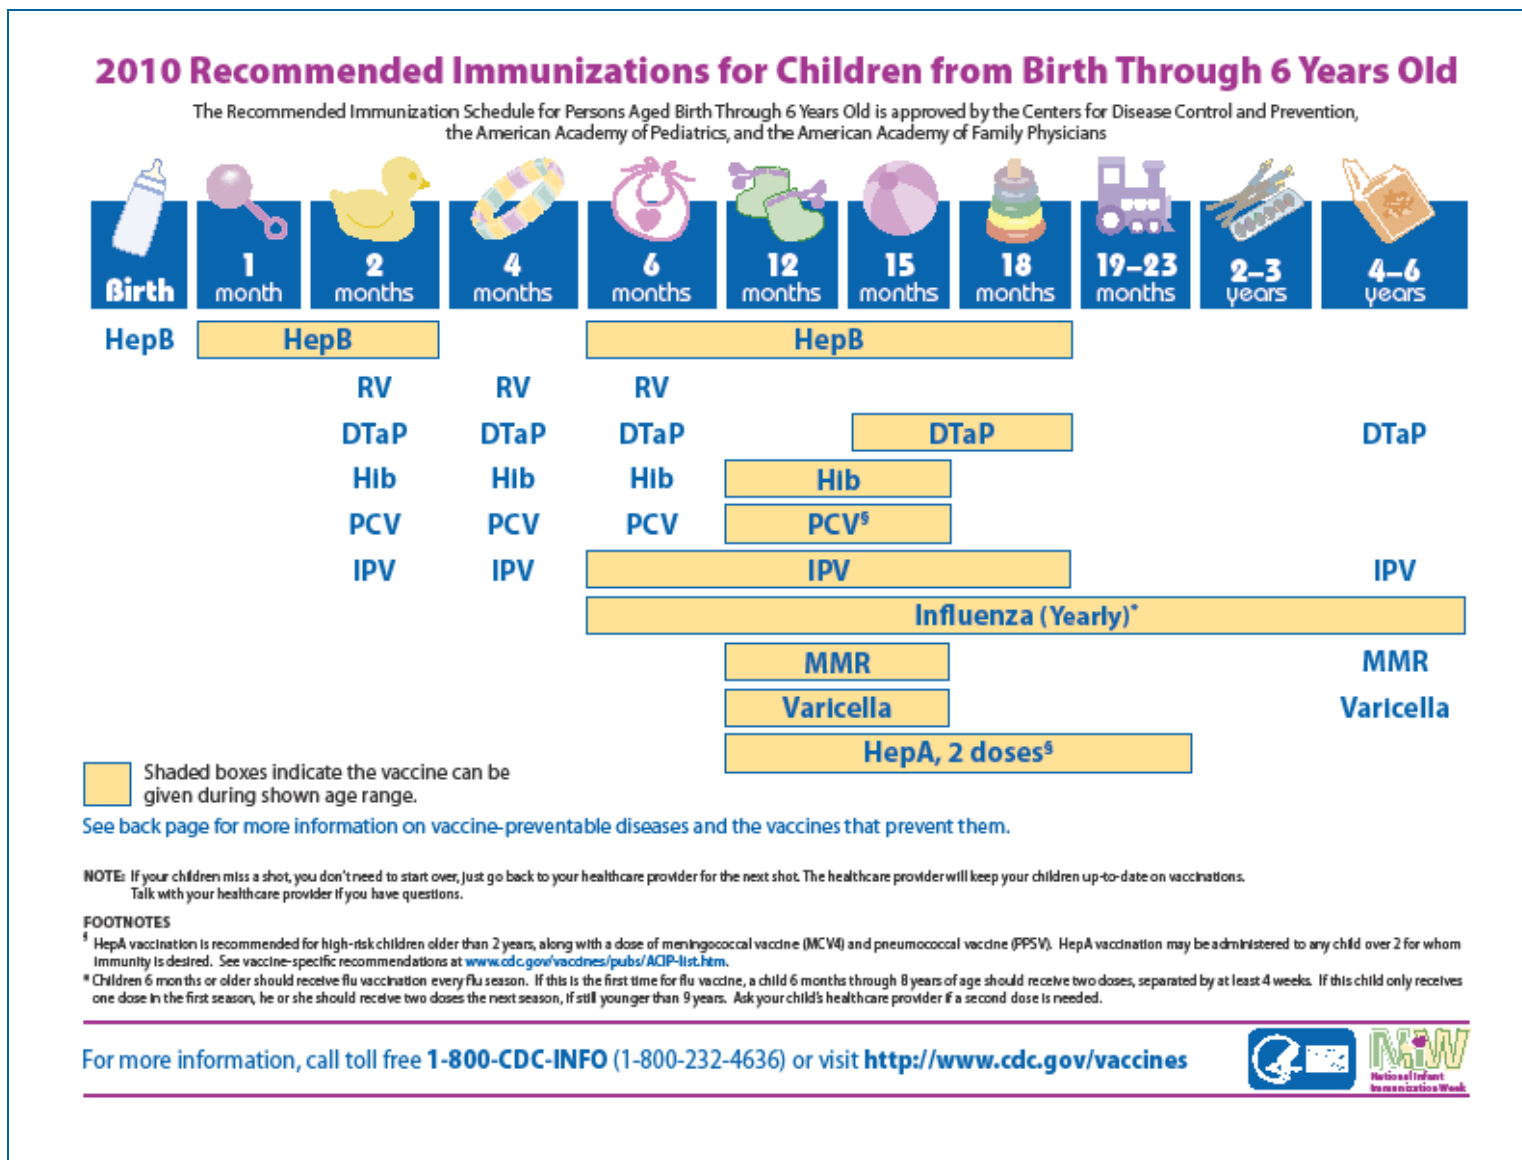 2010 Recommended Immunizations for Children from Birth Through 6 Years Old
The Recommended Immunization Schedule for Persons Aged Birth Through 6 Years Old is approved by the Centers for Disease Control and Prevention,
the American Academy of Pediatrics, and the American Academy of Family Physicians
Birth
1 month
2 months
4 months
6 months
12 months
15 months
18 months
19–23 months
2–3 years
4–6 years
HepB HepB HepB
RV RV RV
DTaP DTaP DTaP DTaP DTaP
Hib Hib Hib Hib
PCV PCV PCV PCV§
IPV IPV IPV IPV
Influenza (Yearly)*
MMR MMR
Varicella Varicella
HepA, 2 doses§
Shaded boxes indicate the vaccine can be
given during shown age range.
See back page for more information on vaccine-preventable diseases and the vaccines that prevent them.
NOTE: If your children miss a shot, you don't need to start over, just go back to your healthcare provider for the next shot. The healthcare provider will keep your children up-to-date on vaccinations.
Talk with your healthcare provider if you have questions.
FOOTNOTES
§ HepA vaccination is recommended for high-risk children older than 2 years, along with a dose of meningococcal vaccine (MCV4) and pneumococcal vaccine (PPSV). HepA vaccination may be administered to any child over 2 for whom
immunity is desired. See vaccine-specific recommendations at www.cdc.gov/vaccines/pubs/ACIP-list.htm.
* Children 6 months or older should receive flu vaccination every flu season. If this is the first time for flu vaccine, a child 6 months through 8 years of age should receive two doses, separated by at least 4 weeks. If this child only receives
one dose in the first season, he or she should receive two doses the next season, if still younger than 9 years. Ask your child's healthcare provider if a second dose is needed.
For more information, call toll free 1-800-CDC-INFO (1-800-232-4636) or visit http://www.cdc.gov/vaccines
NIIW
National Infant
Immunization Week